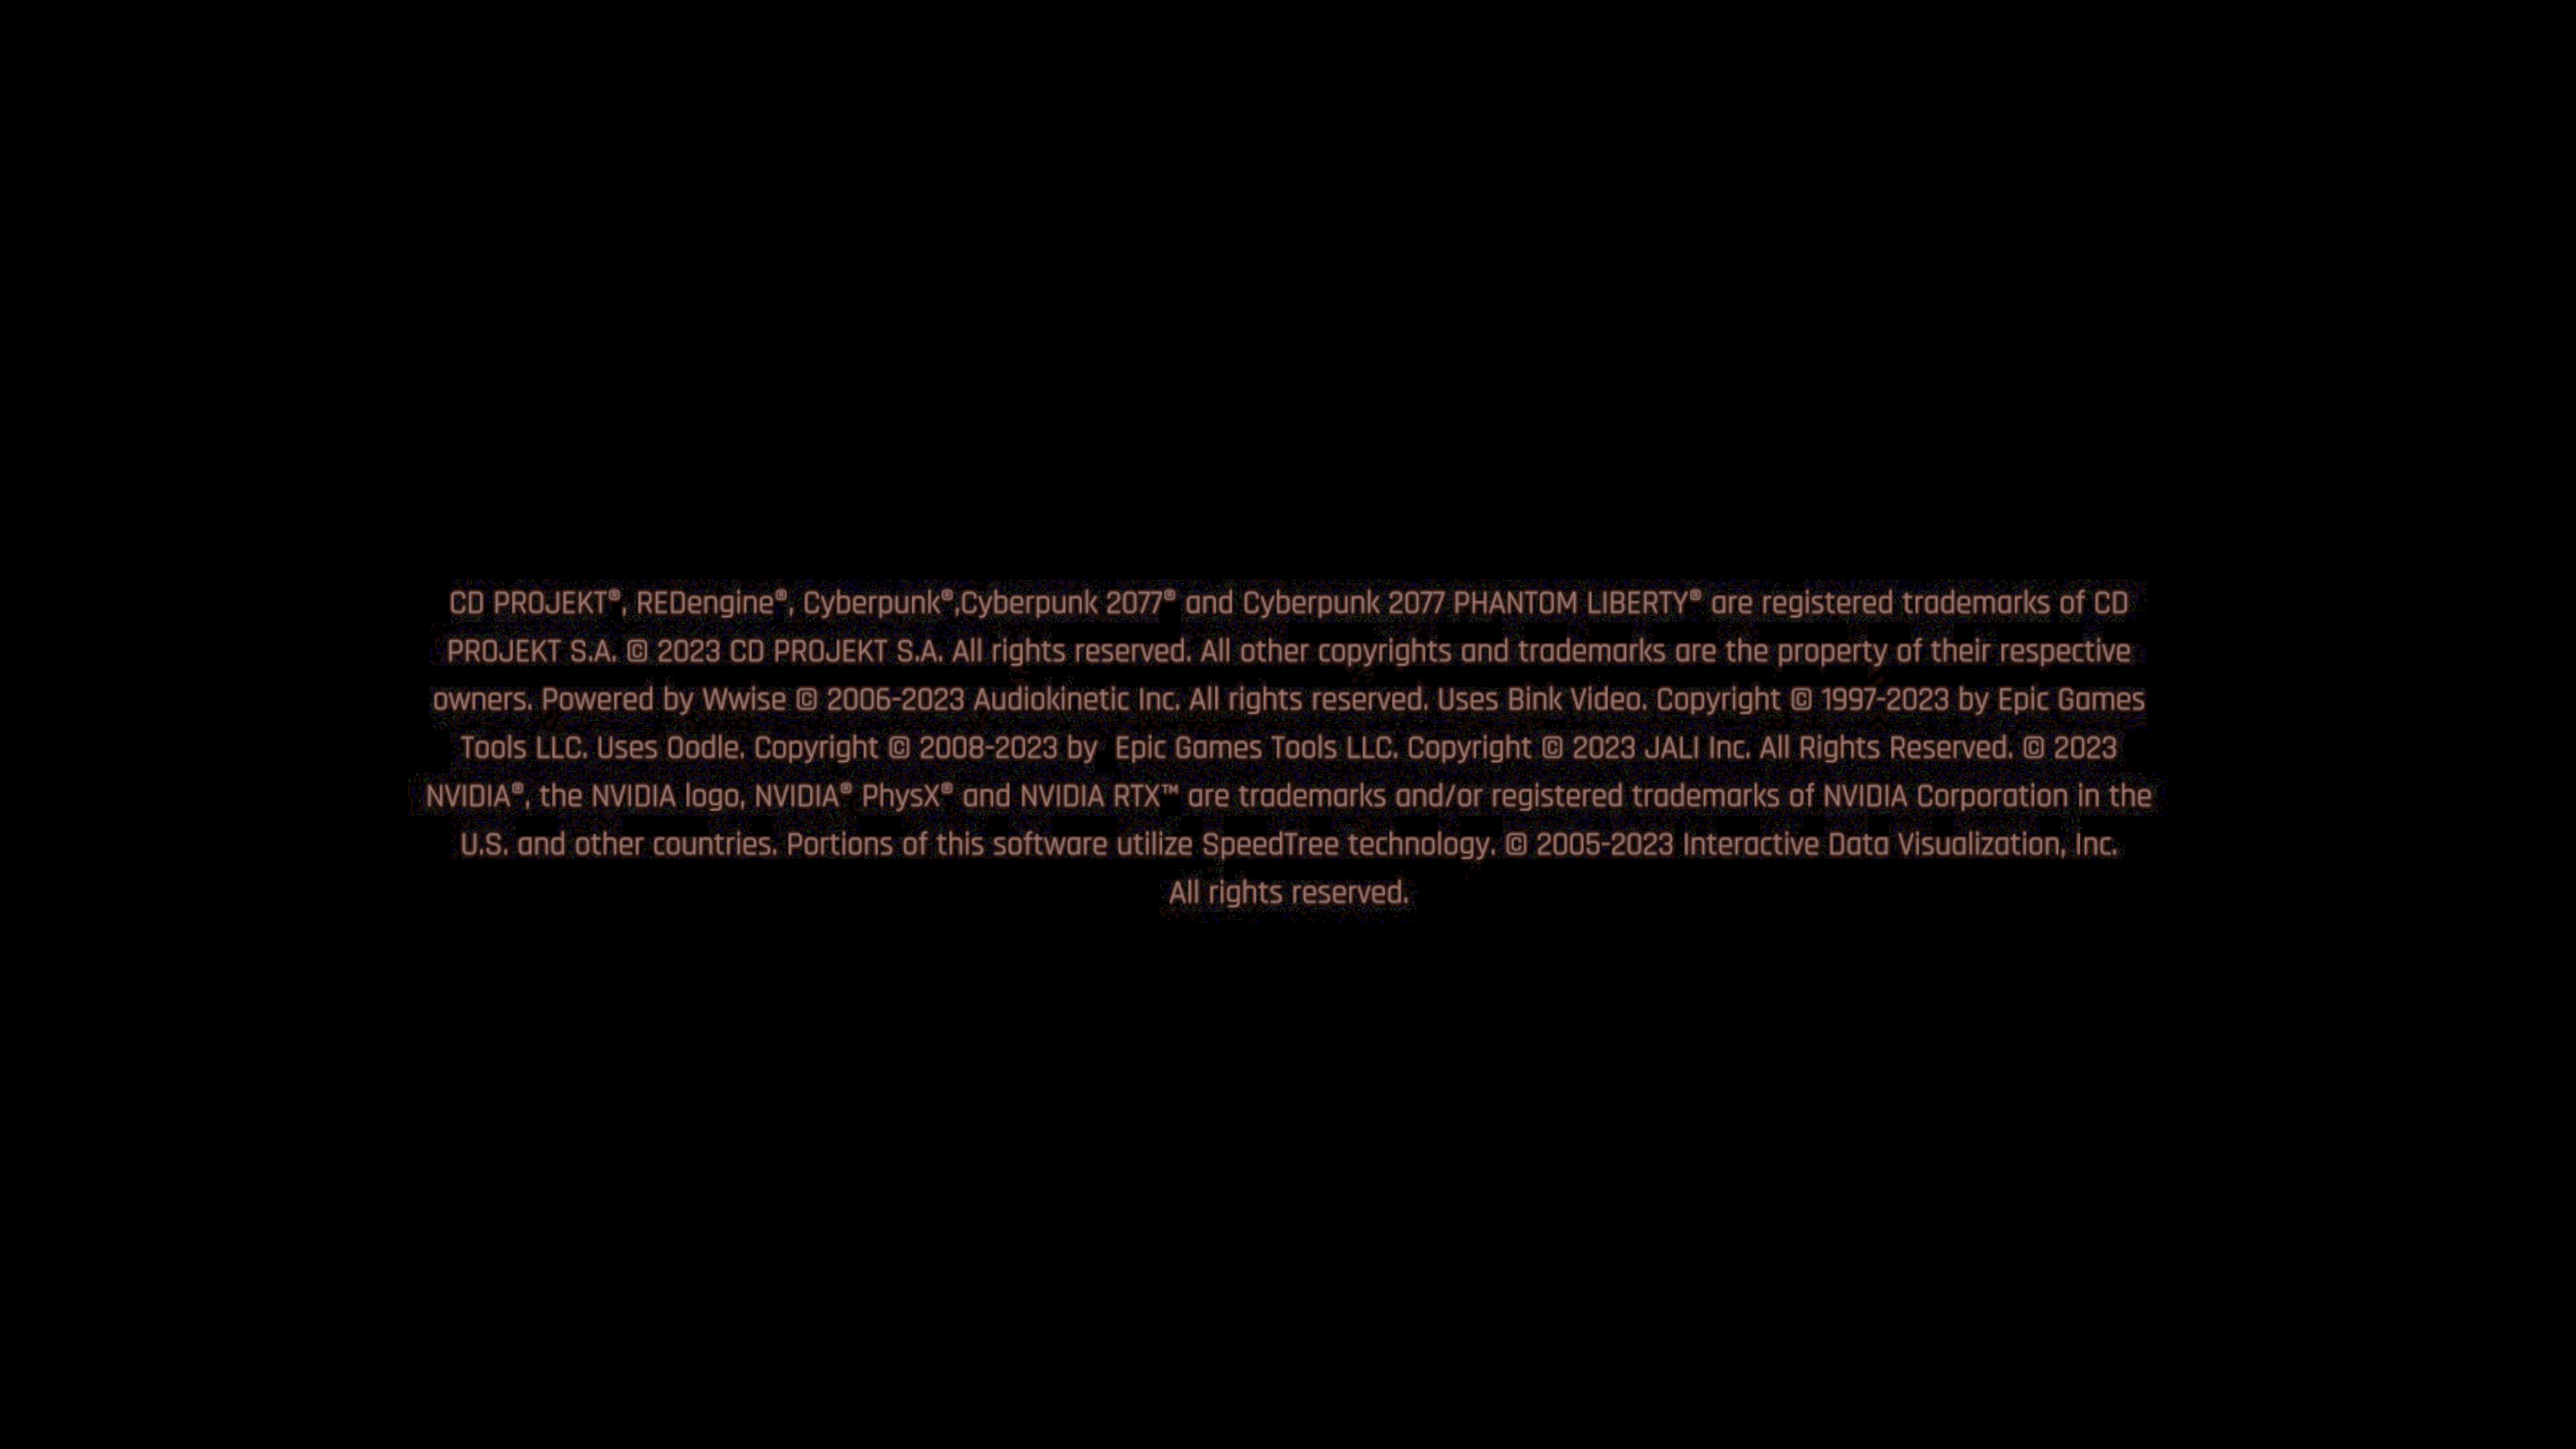 CD PROJEKT®, REDengine®, Cyberpunk®,Cyberpunk 2077® and Cyberpunk 2077 PHANTOM LIBERTY® are registered trademarks of CD
PROJEKT S.A. © 2023 CD PROJEKT S.A. All rights reserved. All other copyrights and trademarks are the property of their respective
owners. Powered by Wwise © 2006-2023 Audiokinetic Inc. All rights reserved. Uses Bink Video. Copyright © 1997-2023 by Epic Games
Tools LLC. Uses Oodle. Copyright © 2008-2023 by  Epic Games Tools LLC. Copyright © 2023 JALI Inc. All Rights Reserved. © 2023
NVIDIA®, the NVIDIA logo, NVIDIA® PhysX® and NVIDIA RTX™ are trademarks and/or registered trademarks of NVIDIA Corporation in the
U.S. and other countries. Portions of this software utilize SpeedTree technology. © 2005-2023 Interactive Data Visualization, Inc.
All rights reserved.